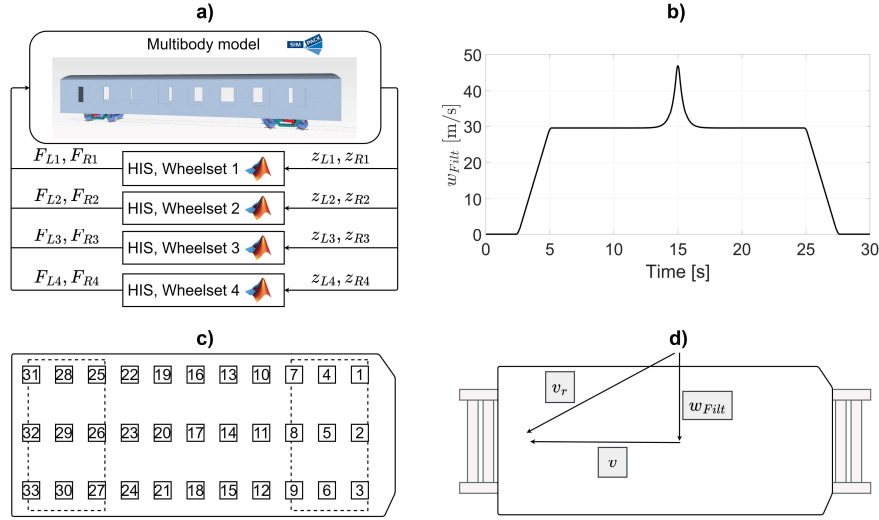 a)
Multibody model
SIM PACK
F_{L1}, F_{R1}
HIS, Wheelset 1
z_{L1}, z_{R1}
F_{L2}, F_{R2}
HIS, Wheelset 2
z_{L2}, z_{R2}
F_{L3}, F_{R3}
HIS, Wheelset 3
z_{L3}, z_{R3}
F_{L4}, F_{R4}
HIS, Wheelset 4
z_{L4}, z_{R4}
b)
w_{Filt} [m/s]
50
40
30
20
10
0
0 5 10 15 20 25 30
Time [s]
c)
31 28 25 22 19 16 13 10 7 4 1
32 29 26 23 20 17 14 11 8 5 2
33 30 27 24 21 18 15 12 9 6 3
d)
v_r
w_{Filt}
v